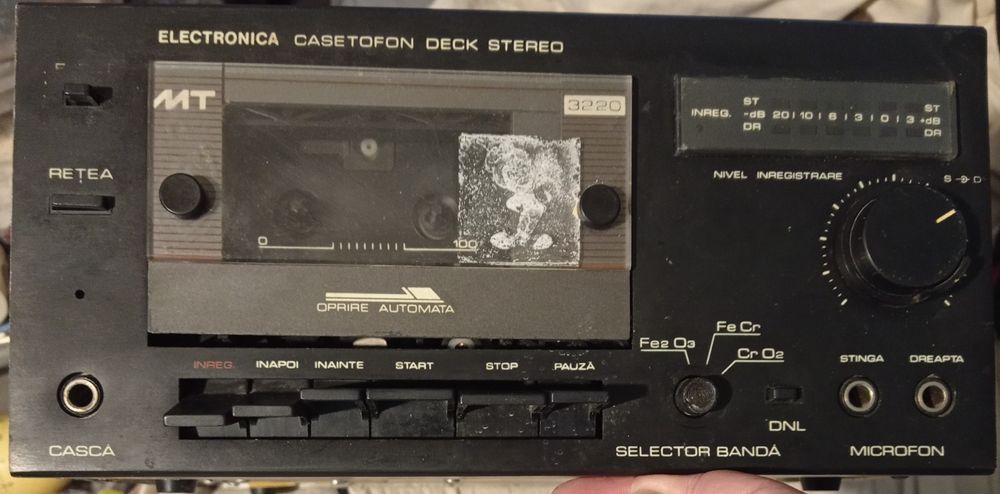 ELECTRONICA CASETOFON DECK STEREO
MT
3220
0 100
OPRIRE AUTOMATA
REȚEA
CASCĂ
INREG. INAPOI INAINTE START STOP PAUZĂ
ST ST
INREG. -dB 20 10 6 3 0 3 +dB
DR DR
NIVEL INREGISTRARE
S D
Fe2 O3
Fe Cr
Cr O2
SELECTOR BANDĂ
DNL
STINGA DREAPTA
MICROFON